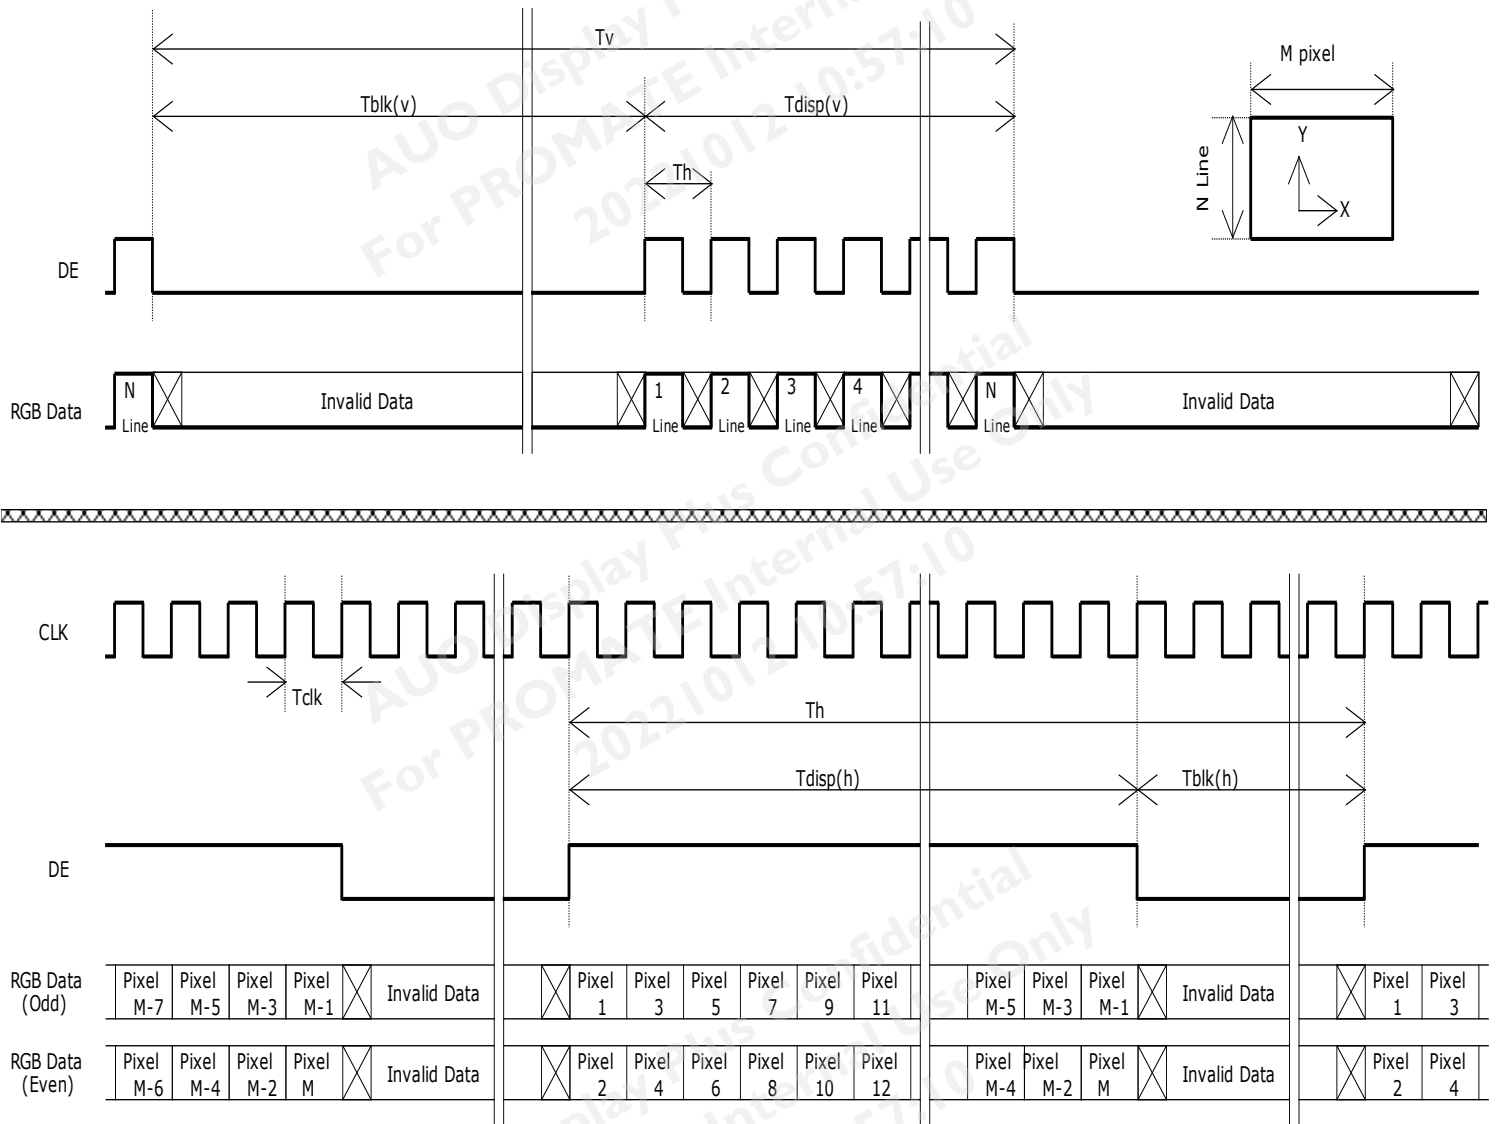 Tv
M pixel
Tblk(v)
Tdisp(v)
Th
N Line
Y
X
DE
RGB Data
N Line
Invalid Data
1 Line
2 Line
3 Line
4 Line
N Line
Invalid Data
CLK
Tclk
Th
Tdisp(h)
Tblk(h)
DE
RGB Data (Odd)
Pixel M-7
Pixel M-5
Pixel M-3
Pixel M-1
Invalid Data
Pixel 1
Pixel 3
Pixel 5
Pixel 7
Pixel 9
Pixel 11
Pixel M-5
Pixel M-3
Pixel M-1
Invalid Data
Pixel 1
Pixel 3
RGB Data (Even)
Pixel M-6
Pixel M-4
Pixel M-2
Pixel M
Invalid Data
Pixel 2
Pixel 4
Pixel 6
Pixel 8
Pixel 10
Pixel 12
Pixel M-4
Pixel M-2
Pixel M
Invalid Data
Pixel 2
Pixel 4
AUO Display Plus Confidential
For PROMATE Internal Use Only
20221012 10:57:10